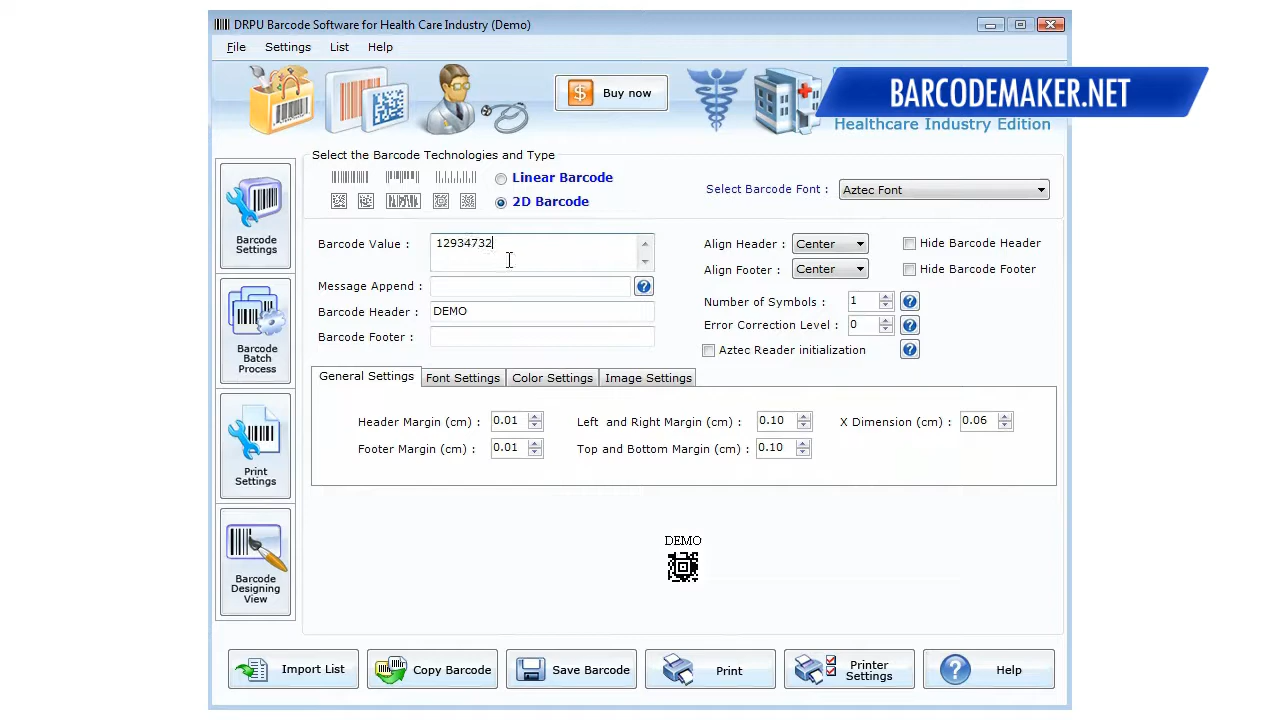 DRPU Barcode Software for Health Care Industry (Demo)
File Settings List Help
Buy now
BARCODEMAKER.NET
Healthcare Industry Edition
Select the Barcode Technologies and Type
Linear Barcode
2D Barcode
Select Barcode Font : Aztec Font
Barcode Settings
Barcode Batch Process
Print Settings
Barcode Designing View
Barcode Value : 12934732
Message Append :
Barcode Header : DEMO
Barcode Footer :
Align Header : Center Hide Barcode Header
Align Footer : Center Hide Barcode Footer
Number of Symbols : 1 ?
Error Correction Level : 0 ?
Aztec Reader initialization ?
General Settings Font Settings Color Settings Image Settings
Header Margin (cm) : 0.01 Left and Right Margin (cm) : 0.10 X Dimension (cm) : 0.06
Footer Margin (cm) : 0.01 Top and Bottom Margin (cm) : 0.10
DEMO
Import List Copy Barcode Save Barcode Print Printer Settings Help